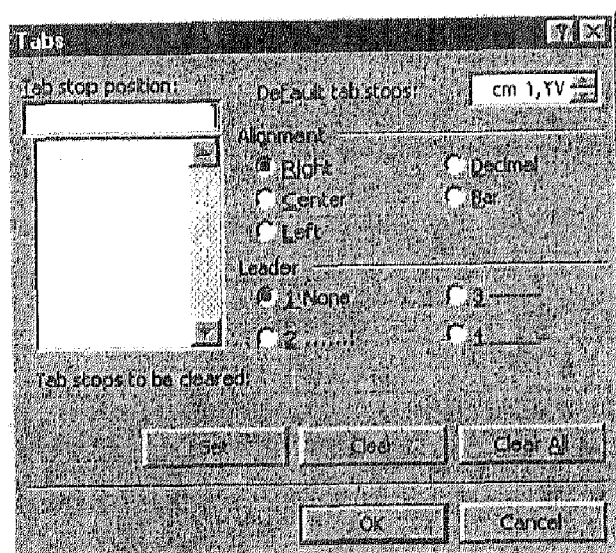 Tabs
Tab stop position:
Default tab stops: cm ١,٢٧
Alignment
Right Decimal
Center Bar
Left
Leader
1 None 3 -------
2 ....... 4 ____
Tab stops to be cleared:
Set Clear Clear All
OK Cancel